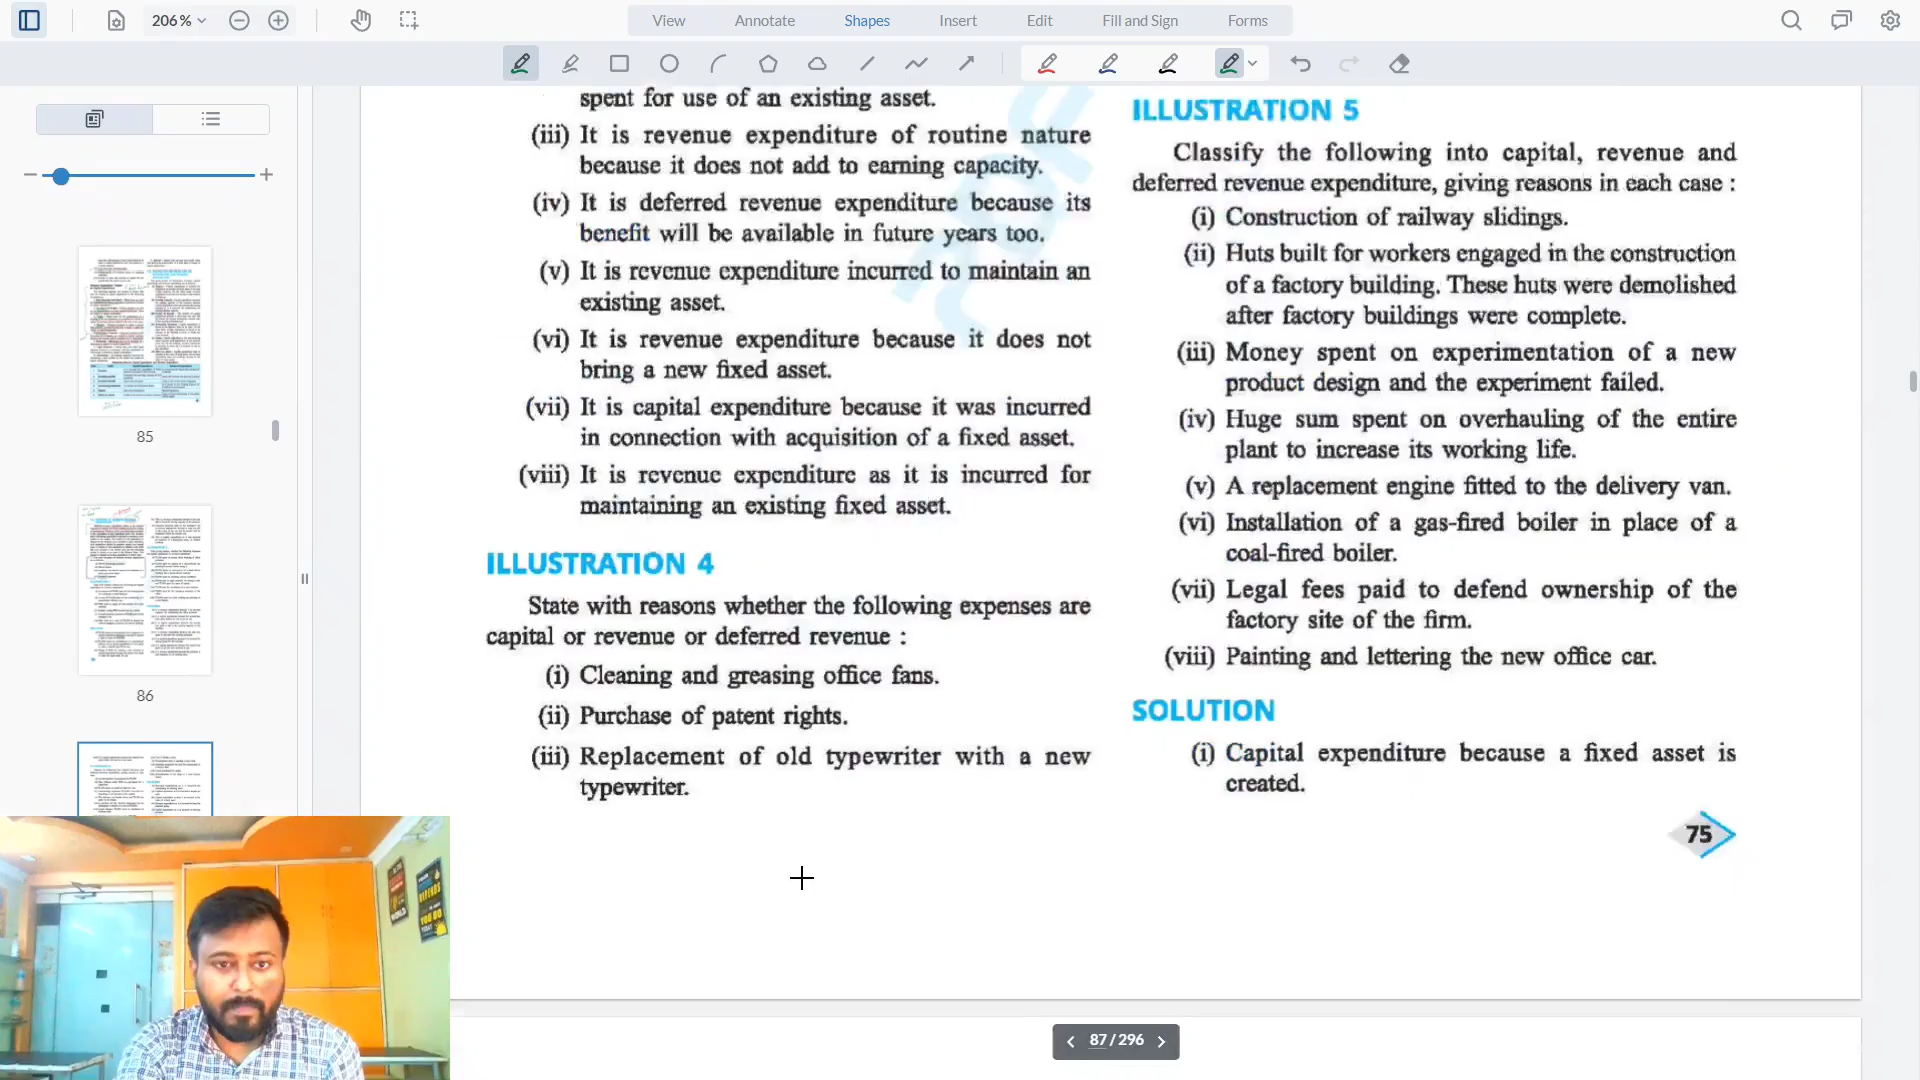 206 %
View
Annotate
Shapes
Insert
Edit
Fill and Sign
Forms
85
86
spent for use of an existing asset.
(iii) It is revenue expenditure of routine nature
because it does not add to earning capacity.
(iv) It is deferred revenue expenditure because its
benefit will be available in future years too.
(v) It is revenue expenditure incurred to maintain an
existing asset.
(vi) It is revenue expenditure because it does not
bring a new fixed asset.
(vii) It is capital expenditure because it was incurred
in connection with acquisition of a fixed asset.
(viii) It is revenue expenditure as it is incurred for
maintaining an existing fixed asset.
ILLUSTRATION 4
State with reasons whether the following expenses are
capital or revenue or deferred revenue :
(i) Cleaning and greasing office fans.
(ii) Purchase of patent rights.
(iii) Replacement of old typewriter with a new
typewriter.
ILLUSTRATION 5
Classify the following into capital, revenue and
deferred revenue expenditure, giving reasons in each case :
(i) Construction of railway slidings.
(ii) Huts built for workers engaged in the construction
of a factory building. These huts were demolished
after factory buildings were complete.
(iii) Money spent on experimentation of a new
product design and the experiment failed.
(iv) Huge sum spent on overhauling of the entire
plant to increase its working life.
(v) A replacement engine fitted to the delivery van.
(vi) Installation of a gas-fired boiler in place of a
coal-fired boiler.
(vii) Legal fees paid to defend ownership of the
factory site of the firm.
(viii) Painting and lettering the new office car.
SOLUTION
(i) Capital expenditure because a fixed asset is
created.
75
87 / 296